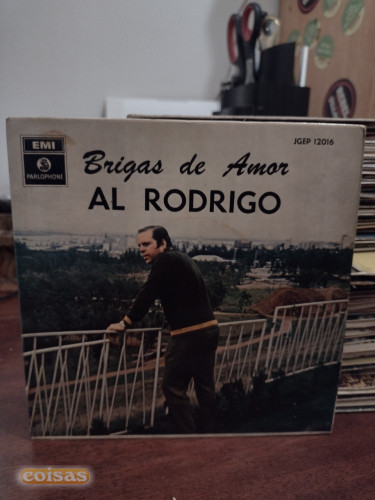 EMI
PARLOPHONE
JGEP 12016
Brigas de Amor
AL RODRIGO
coisas